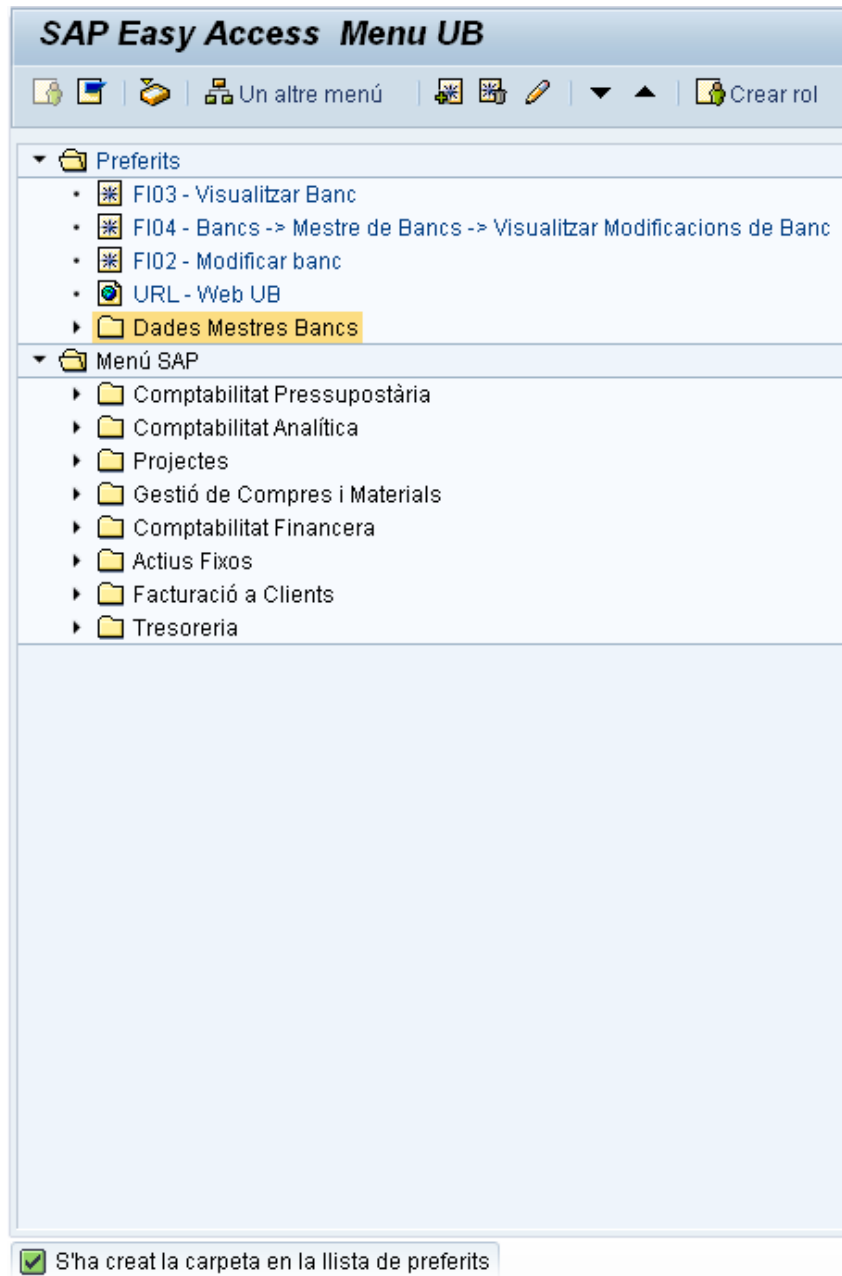 SAP Easy Access Menu UB
Un altre menú
Crear rol
Preferits
FI03 - Visualitzar Banc
FI04 - Bancs -> Mestre de Bancs -> Visualitzar Modificacions de Banc
FI02 - Modificar banc
URL - Web UB
Dades Mestres Bancs
Menú SAP
Comptabilitat Pressupostària
Comptabilitat Analítica
Projectes
Gestió de Compres i Materials
Comptabilitat Financera
Actius Fixos
Facturació a Clients
Tresoreria
S'ha creat la carpeta en la llista de preferits